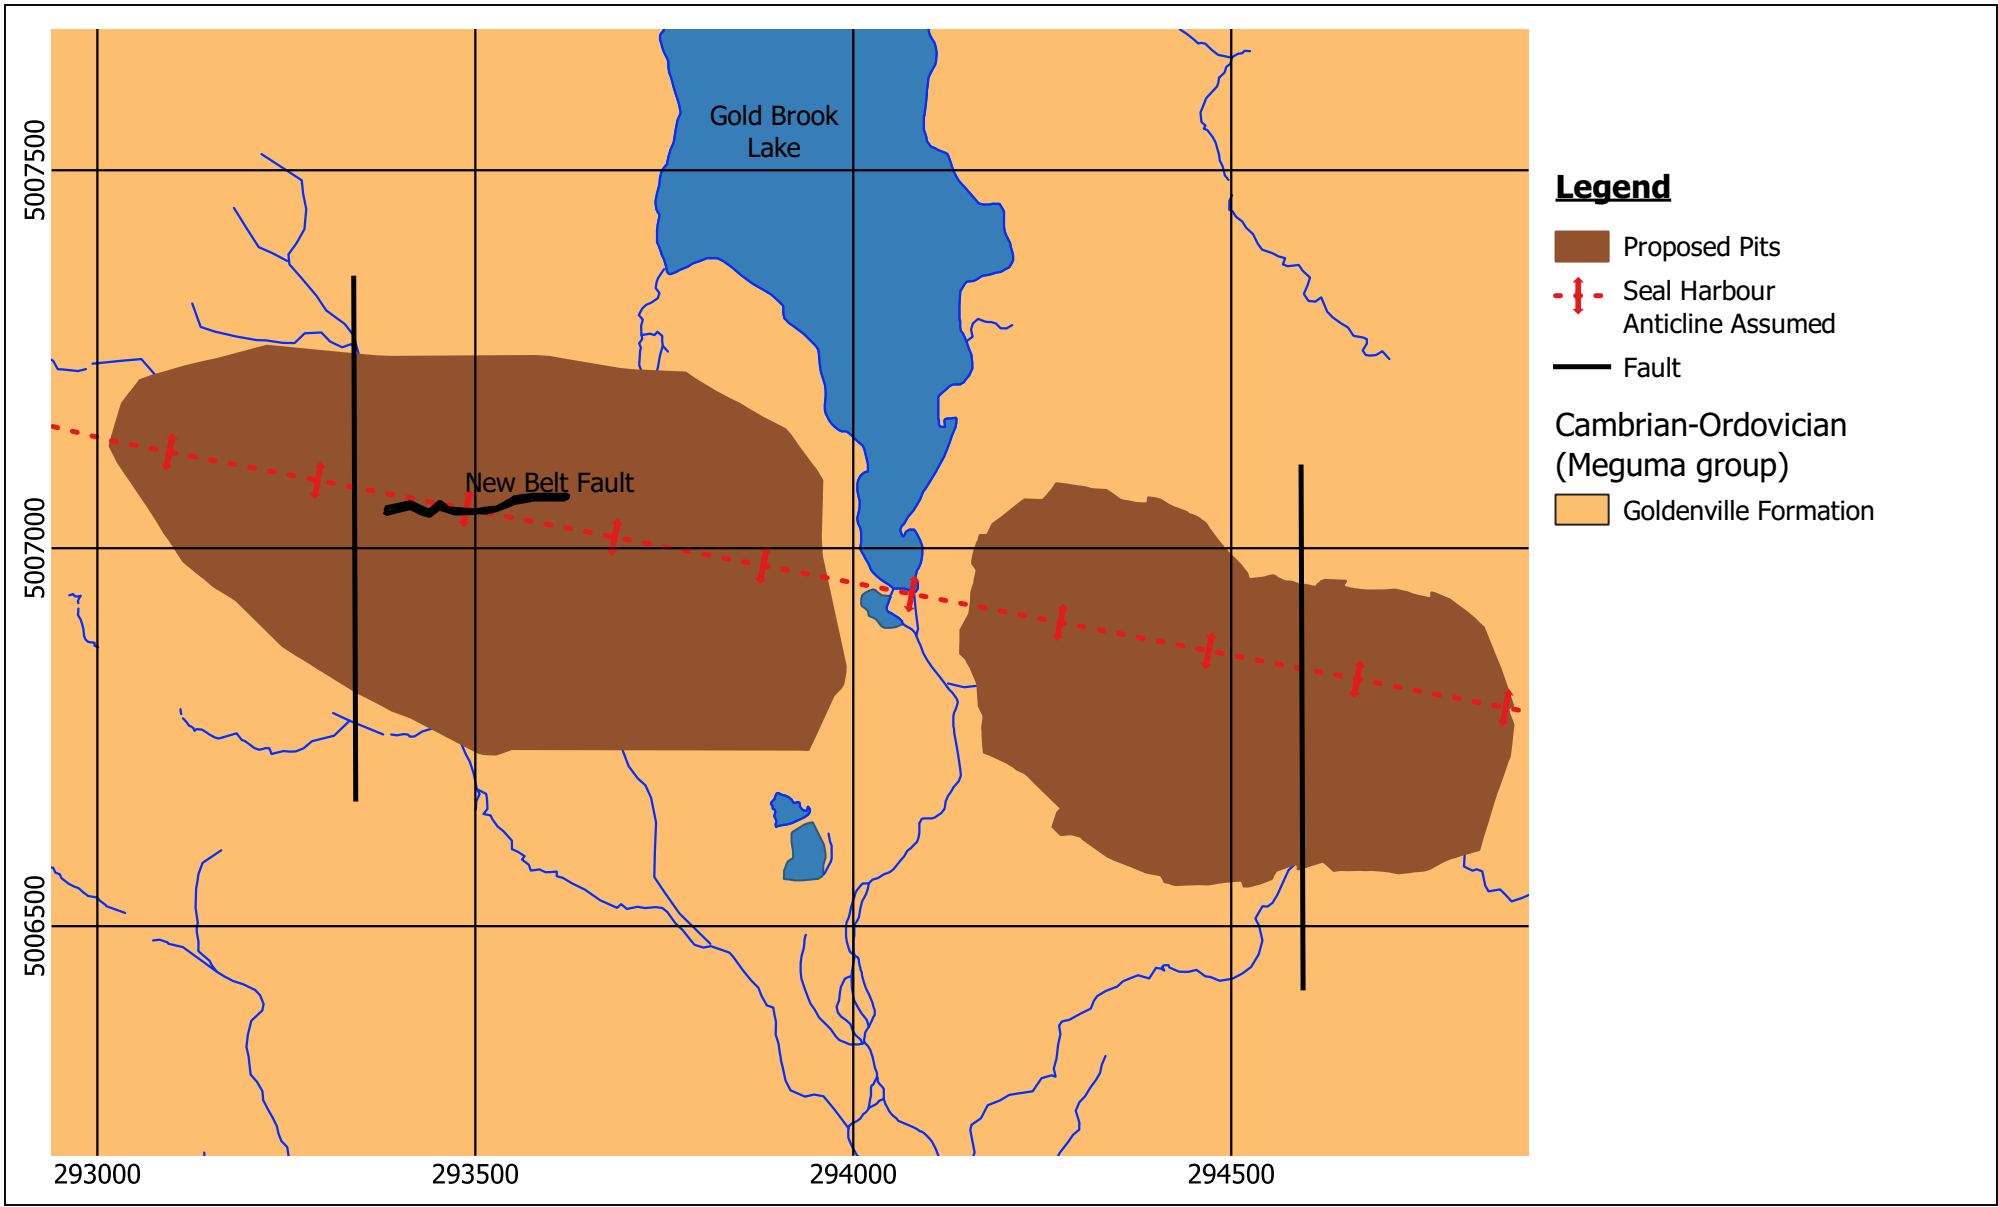 Gold Brook
Lake
New Belt Fault
5007500
5007000
5006500
293000
293500
294000
294500
Legend
Proposed Pits
Seal Harbour
Anticline Assumed
Fault
Cambrian-Ordovician
(Meguma group)
Goldenville Formation